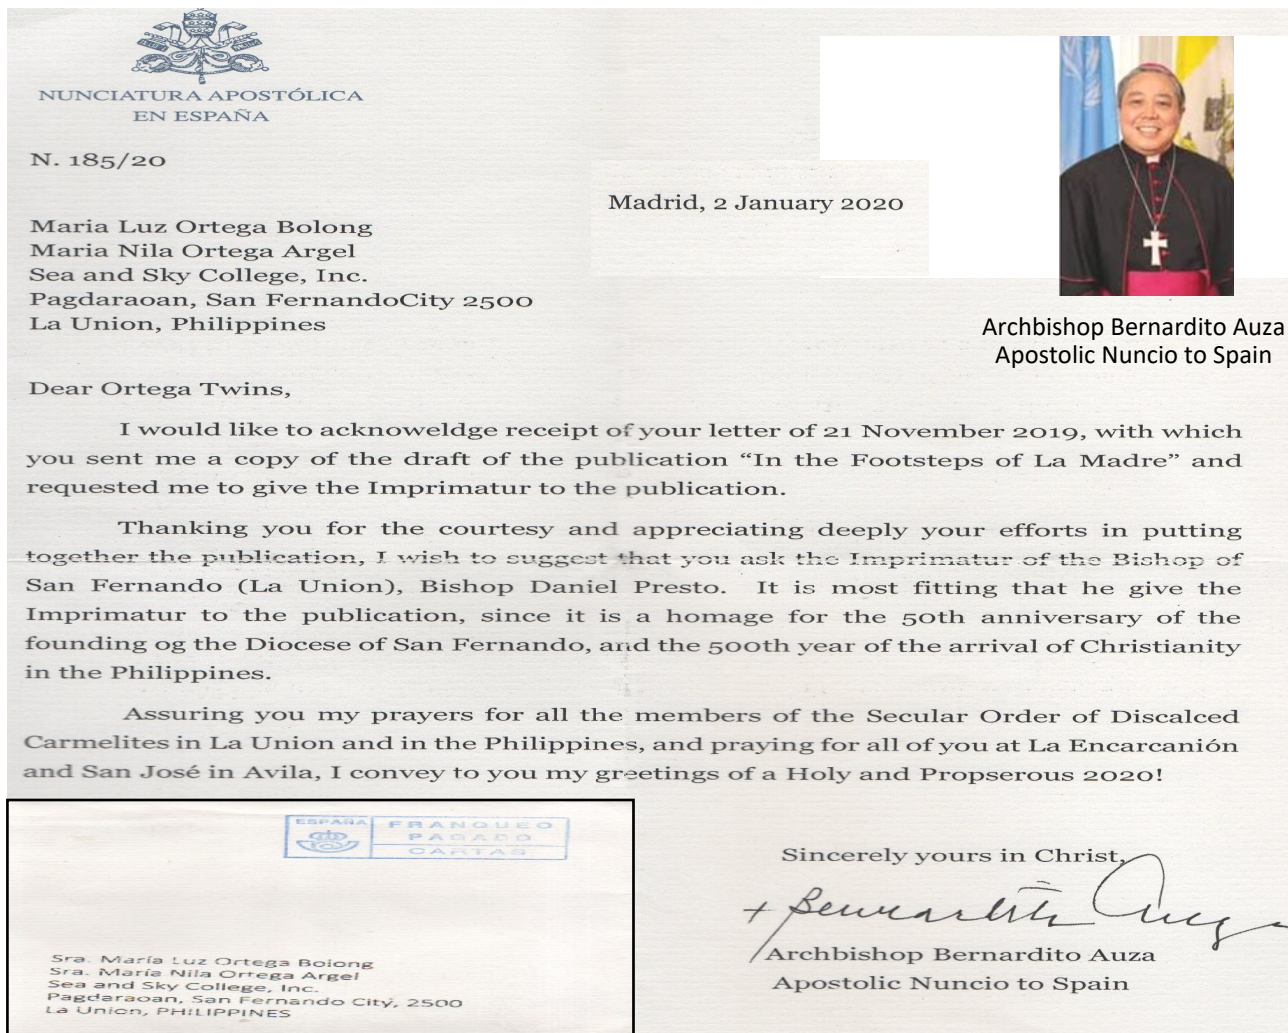 NUNCIATURA APOSTÓLICA
EN ESPAÑA
N. 185/20
Madrid, 2 January 2020
Maria Luz Ortega Bolong
Maria Nila Ortega Argel
Sea and Sky College, Inc.
Pagdaraoan, San FernandoCity 2500
La Union, Philippines
Archbishop Bernardito Auza
Apostolic Nuncio to Spain
Dear Ortega Twins,
I would like to acknoweldge receipt of your letter of 21 November 2019, with which
you sent me a copy of the draft of the publication “In the Footsteps of La Madre” and
requested me to give the Imprimatur to the publication.
Thanking you for the courtesy and appreciating deeply your efforts in putting
together the publication, I wish to suggest that you ask the Imprimatur of the Bishop of
San Fernando (La Union), Bishop Daniel Presto. It is most fitting that he give the
Imprimatur to the publication, since it is a homage for the 50th anniversary of the
founding og the Diocese of San Fernando, and the 500th year of the arrival of Christianity
in the Philippines.
Assuring you my prayers for all the members of the Secular Order of Discalced
Carmelites in La Union and in the Philippines, and praying for all of you at La Encarcanión
and San José in Avila, I convey to you my greetings of a Holy and Propserous 2020!
ESPAÑA
FRANQUEO
PAGADO
CARTAS
Sra. María Luz Ortega Bolong
Sra. María Nila Ortega Argel
Sea and Sky College, Inc.
Pagdaraoan, San Fernando City, 2500
La Union, PHILIPPINES
Sincerely yours in Christ,
+ Bernardito Auza
Archbishop Bernardito Auza
Apostolic Nuncio to Spain